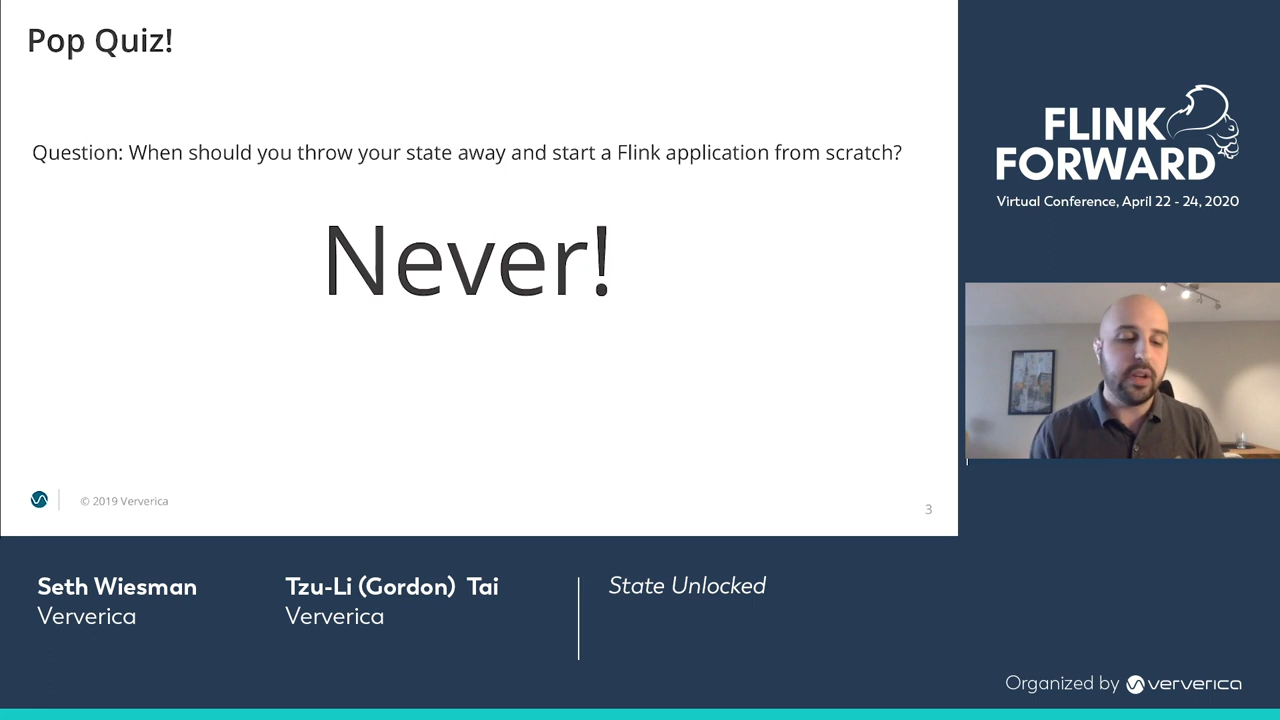 Pop Quiz!
Question: When should you throw your state away and start a Flink application from scratch?
Never!
© 2019 Ververica
3
FLINK
FORWARD
Virtual Conference, April 22 - 24, 2020
Seth Wiesman
Ververica
Tzu-Li (Gordon) Tai
Ververica
State Unlocked
Organized by ververica